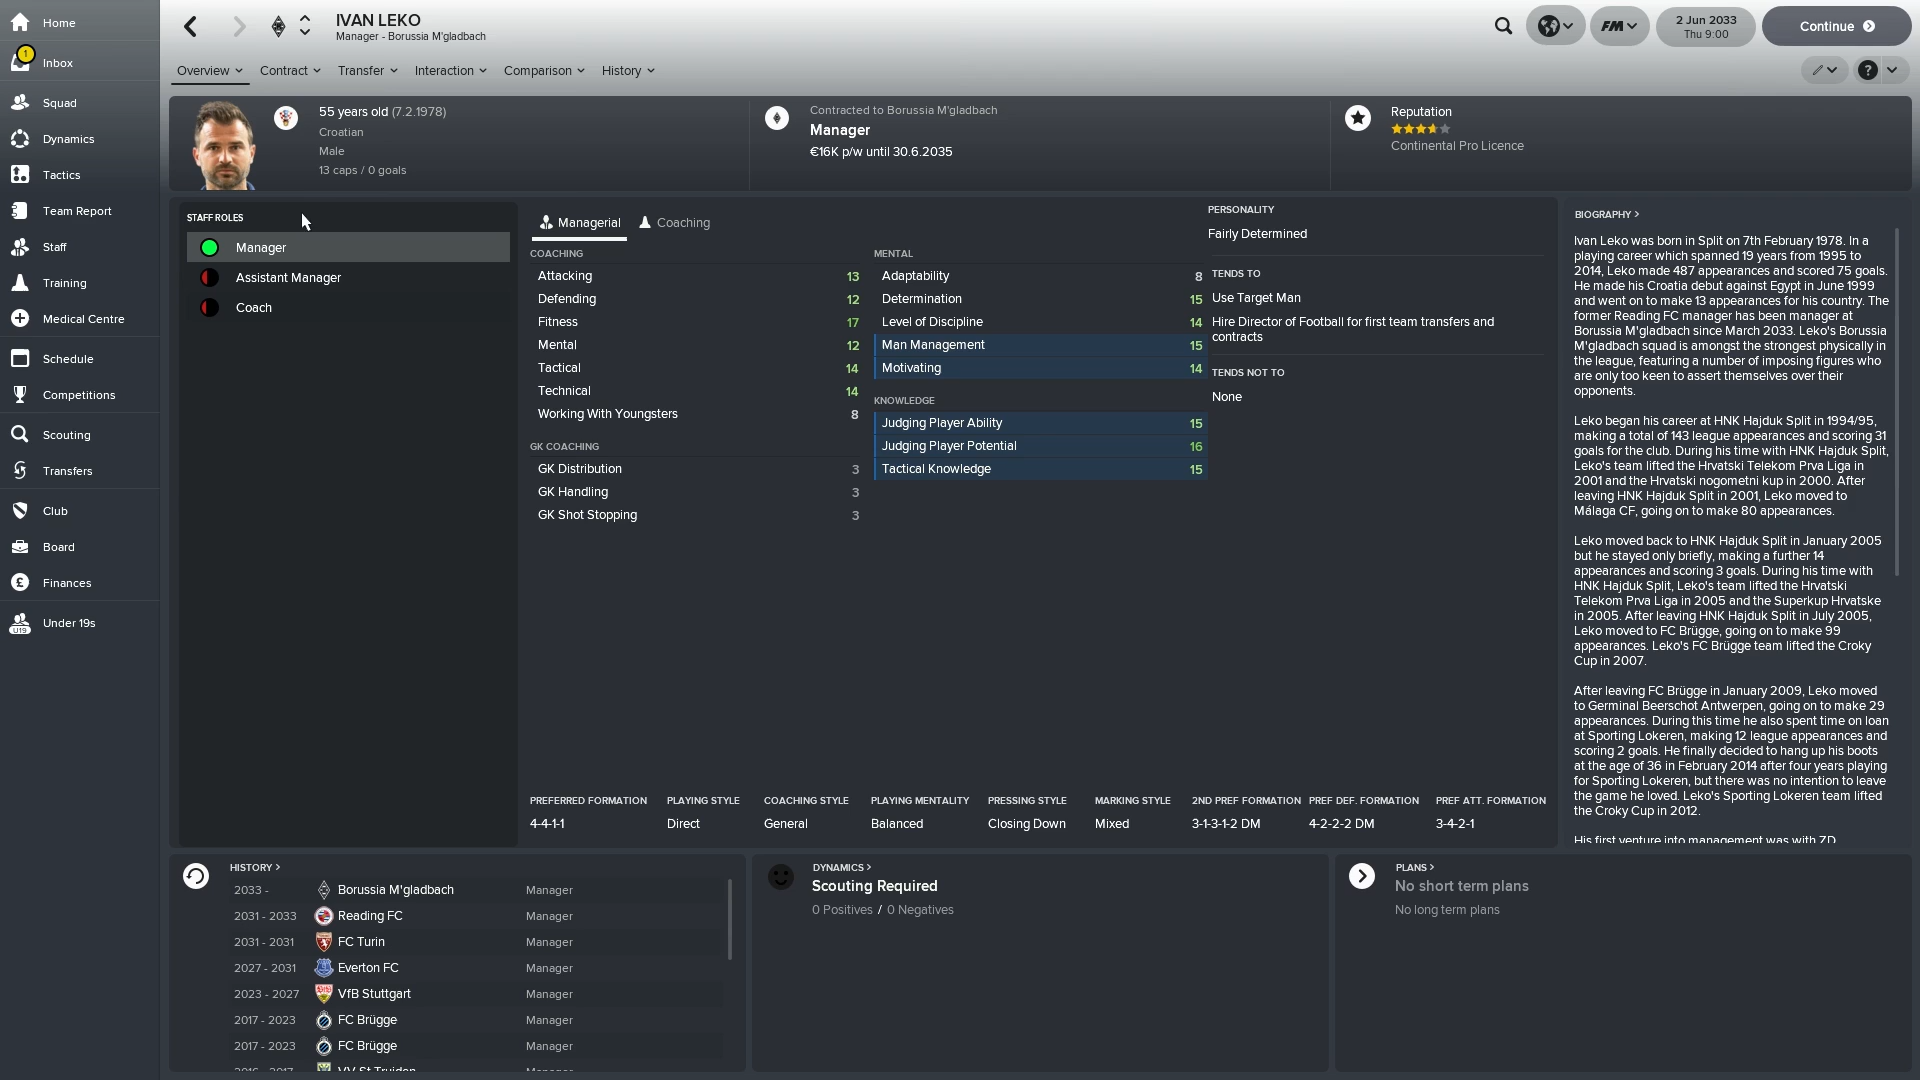 Home
Inbox
1
Squad
Dynamics
Tactics
Team Report
Staff
Training
Medical Centre
Schedule
Competitions
Scouting
Transfers
Club
Board
Finances
U19
Under 19s
IVAN LEKO
Manager - Borussia M'gladbach
FM
2 Jun 2033
Thu 9:00
Continue
Overview
Contract
Transfer
Interaction
Comparison
History
?
55 years old (7.2.1978)
Croatian
Male
13 caps / 0 goals
Contracted to Borussia M'gladbach
Manager
€16K p/w until 30.6.2035
Reputation
Continental Pro Licence
STAFF ROLES
Manager
Assistant Manager
Coach
Managerial
Coaching
COACHING
Attacking 13
Defending 12
Fitness 17
Mental 12
Tactical 14
Technical 14
Working With Youngsters 8
GK COACHING
GK Distribution 3
GK Handling 3
GK Shot Stopping 3
MENTAL
Adaptability 8
Determination 15
Level of Discipline 14
Man Management 15
Motivating 14
KNOWLEDGE
Judging Player Ability 15
Judging Player Potential 16
Tactical Knowledge 15
PERSONALITY
Fairly Determined
TENDS TO
Use Target Man
Hire Director of Football for first team transfers and
contracts
TENDS NOT TO
None
PREFERRED FORMATION
4-4-1-1
PLAYING STYLE
Direct
COACHING STYLE
General
PLAYING MENTALITY
Balanced
PRESSING STYLE
Closing Down
MARKING STYLE
Mixed
2ND PREF FORMATION
3-1-3-1-2 DM
PREF DEF. FORMATION
4-2-2-2 DM
PREF ATT. FORMATION
3-4-2-1
BIOGRAPHY >
Ivan Leko was born in Split on 7th February 1978. In a
playing career which spanned 19 years from 1995 to
2014, Leko made 487 appearances and scored 75 goals.
He made his Croatia debut against Egypt in June 1999
and went on to make 13 appearances for his country. The
former Reading FC manager has been manager at
Borussia M'gladbach since March 2033. Leko's Borussia
M'gladbach squad is amongst the strongest physically in
the league, featuring a number of imposing figures who
are only too keen to assert themselves over their
opponents.
Leko began his career at HNK Hajduk Split in 1994/95,
making a total of 143 league appearances and scoring 31
goals for the club. During his time with HNK Hajduk Split,
Leko's team lifted the Hrvatski Telekom Prva Liga in
2001 and the Hrvatski nogometni kup in 2000. After
leaving HNK Hajduk Split in 2001, Leko moved to
Málaga CF, going on to make 80 appearances.
Leko moved back to HNK Hajduk Split in January 2005
but he stayed only briefly, making a further 14
appearances and scoring 3 goals. During his time with
HNK Hajduk Split, Leko's team lifted the Hrvatski
Telekom Prva Liga in 2005 and the Superkup Hrvatske
in 2005. After leaving HNK Hajduk Split in July 2005,
Leko moved to FC Brügge, going on to make 99
appearances. Leko's FC Brügge team lifted the Croky
Cup in 2007.
After leaving FC Brügge in January 2009, Leko moved
to Germinal Beerschot Antwerpen, going on to make 29
appearances. During this time he also spent time on loan
at Sporting Lokeren, making 12 league appearances and
scoring 2 goals. He finally decided to hang up his boots
at the age of 36 in February 2014 after four years playing
for Sporting Lokeren, but there was no intention to leave
the game he loved. Leko's Sporting Lokeren team lifted
the Croky Cup in 2012.
His first venture into management was with ZD
HISTORY >
2033 - Borussia M'gladbach Manager
2031 - 2033 Reading FC Manager
2031 - 2031 FC Turin Manager
2027 - 2031 Everton FC Manager
2023 - 2027 VfB Stuttgart Manager
2017 - 2023 FC Brügge Manager
2017 - 2023 FC Brügge Manager
2016 - 2017 VV St Truiden Manager
DYNAMICS >
Scouting Required
0 Positives / 0 Negatives
PLANS >
No short term plans
No long term plans